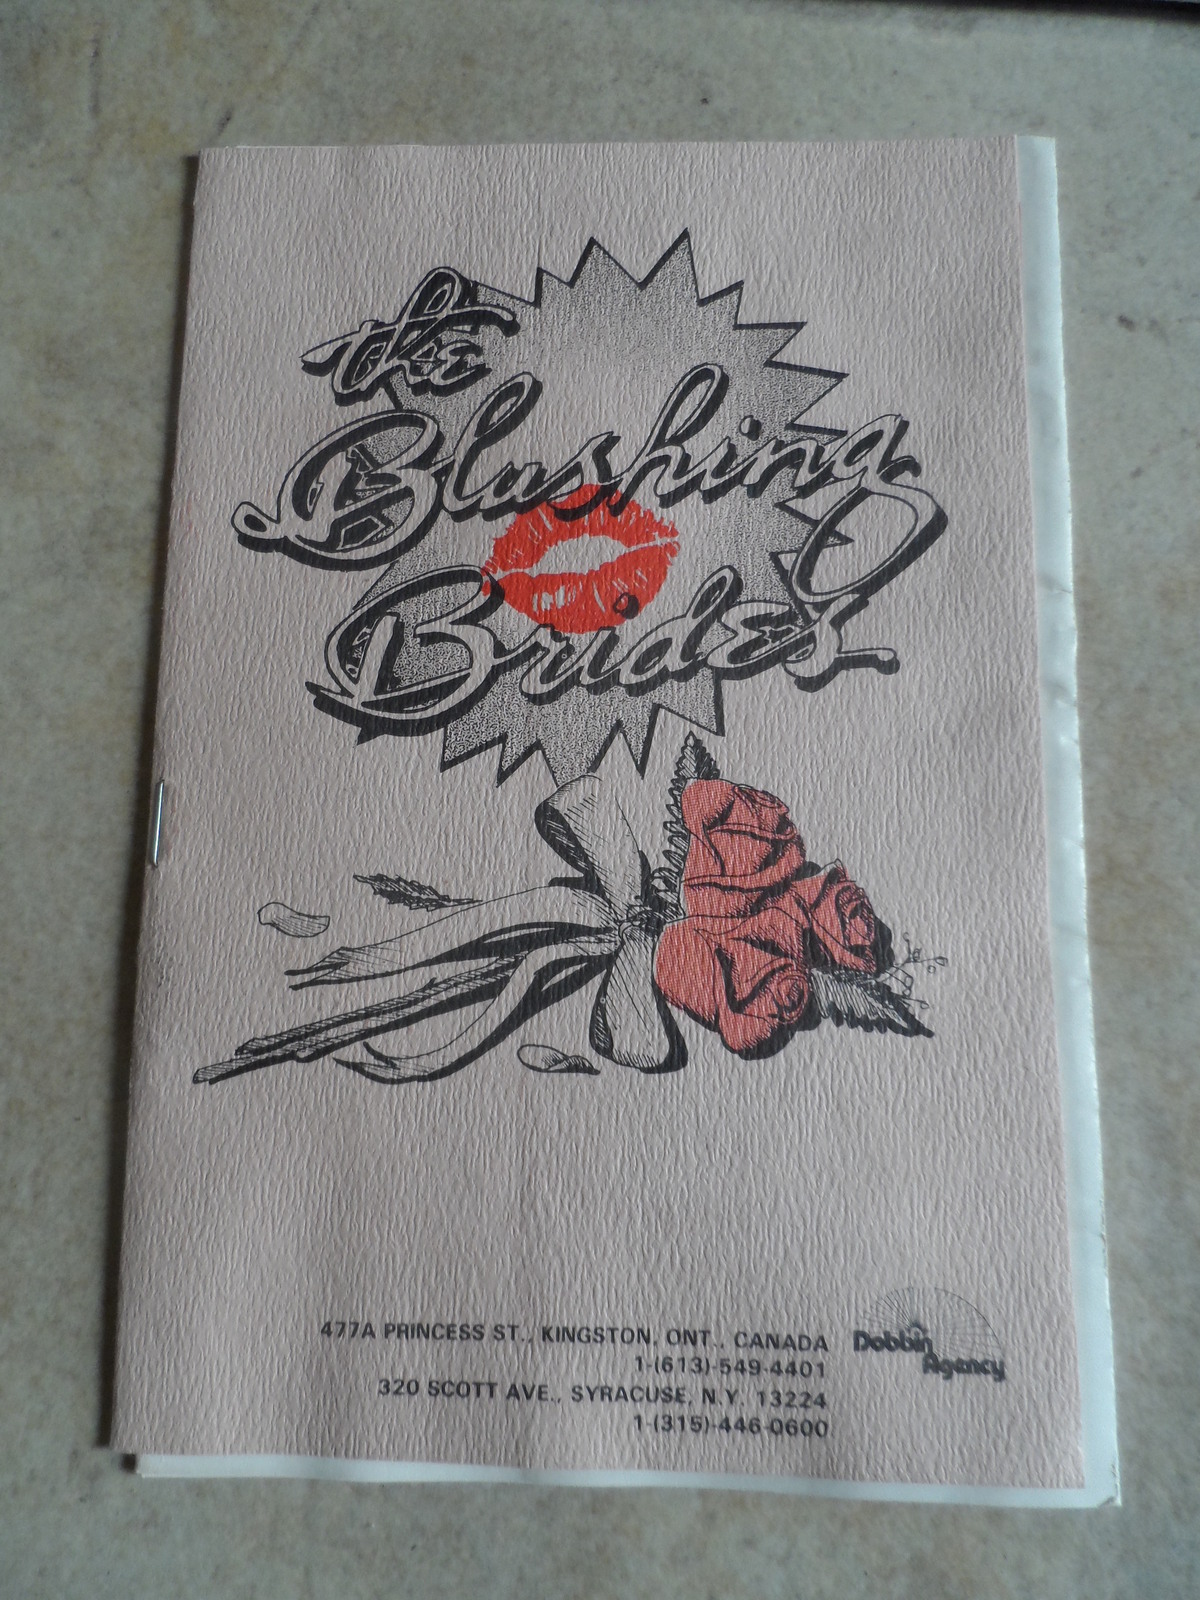 the
Blushing
Brides
477A PRINCESS ST., KINGSTON, ONT., CANADA
1-(613)-549-4401
320 SCOTT AVE., SYRACUSE, N.Y. 13224
1-(315)-446-0600
Dobbin
Agency